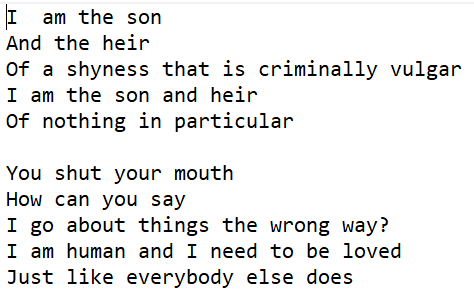 I  am the son
And the heir
Of a shyness that is criminally vulgar
I am the son and heir
Of nothing in particular

You shut your mouth
How can you say
I go about things the wrong way?
I am human and I need to be loved
Just like everybody else does